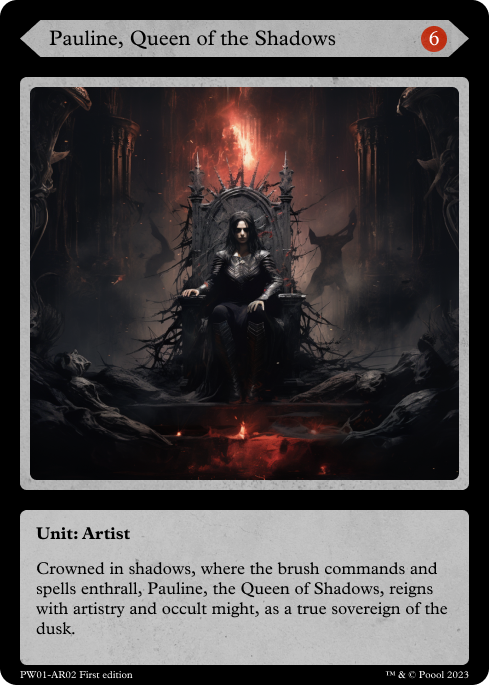 Pauline, Queen of the Shadows
6
Unit: Artist
Crowned in shadows, where the brush commands and
spells enthrall, Pauline, the Queen of Shadows, reigns
with artistry and occult might, as a true sovereign of the
dusk.
PW01-AR02 First edition
™ & © Poool 2023